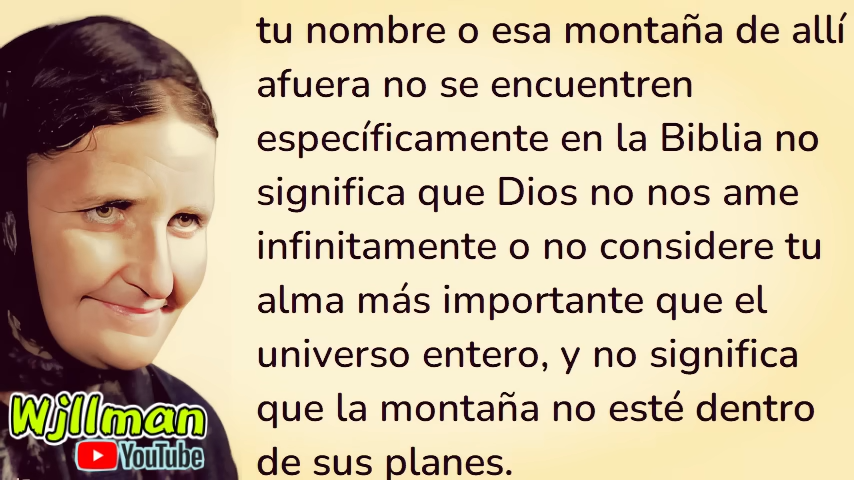 tu nombre o esa montaña de allí
afuera no se encuentren
específicamente en la Biblia no
significa que Dios no nos ame
infinitamente o no considere tu
alma más importante que el
universo entero, y no significa
que la montaña no esté dentro
de sus planes.
Wjllman
YouTube